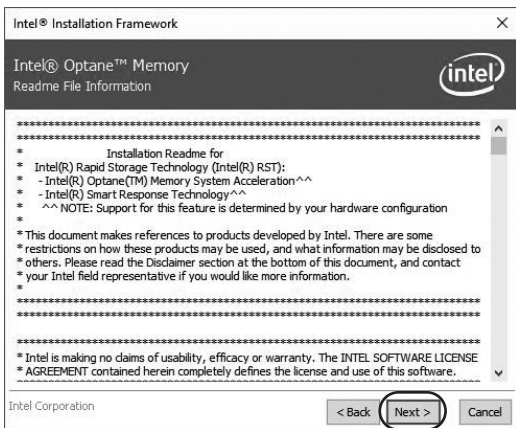 Intel® Installation Framework
Intel® Optane™ Memory
Readme File Information
intel
*******************************************************************************
*******************************************************************************
* Installation Readme for
* Intel(R) Rapid Storage Technology (Intel(R) RST):
* - Intel(R) Optane(TM) Memory System Acceleration^^
* - Intel(R) Smart Response Technology^^
* ^^ NOTE: Support for this feature is determined by your hardware configuration
*
* This document makes references to products developed by Intel. There are some
* restrictions on how these products may be used, and what information may be disclosed to
* others. Please read the Disclaimer section at the bottom of this document, and contact
* your Intel field representative if you would like more information.
*
*******************************************************************************
*******************************************************************************
*******************************************************************************
* Intel is making no claims of usability, efficacy or warranty. The INTEL SOFTWARE LICENSE
* AGREEMENT contained herein completely defines the license and use of this software.
*******************************************************************************
Intel Corporation
< Back Next > Cancel